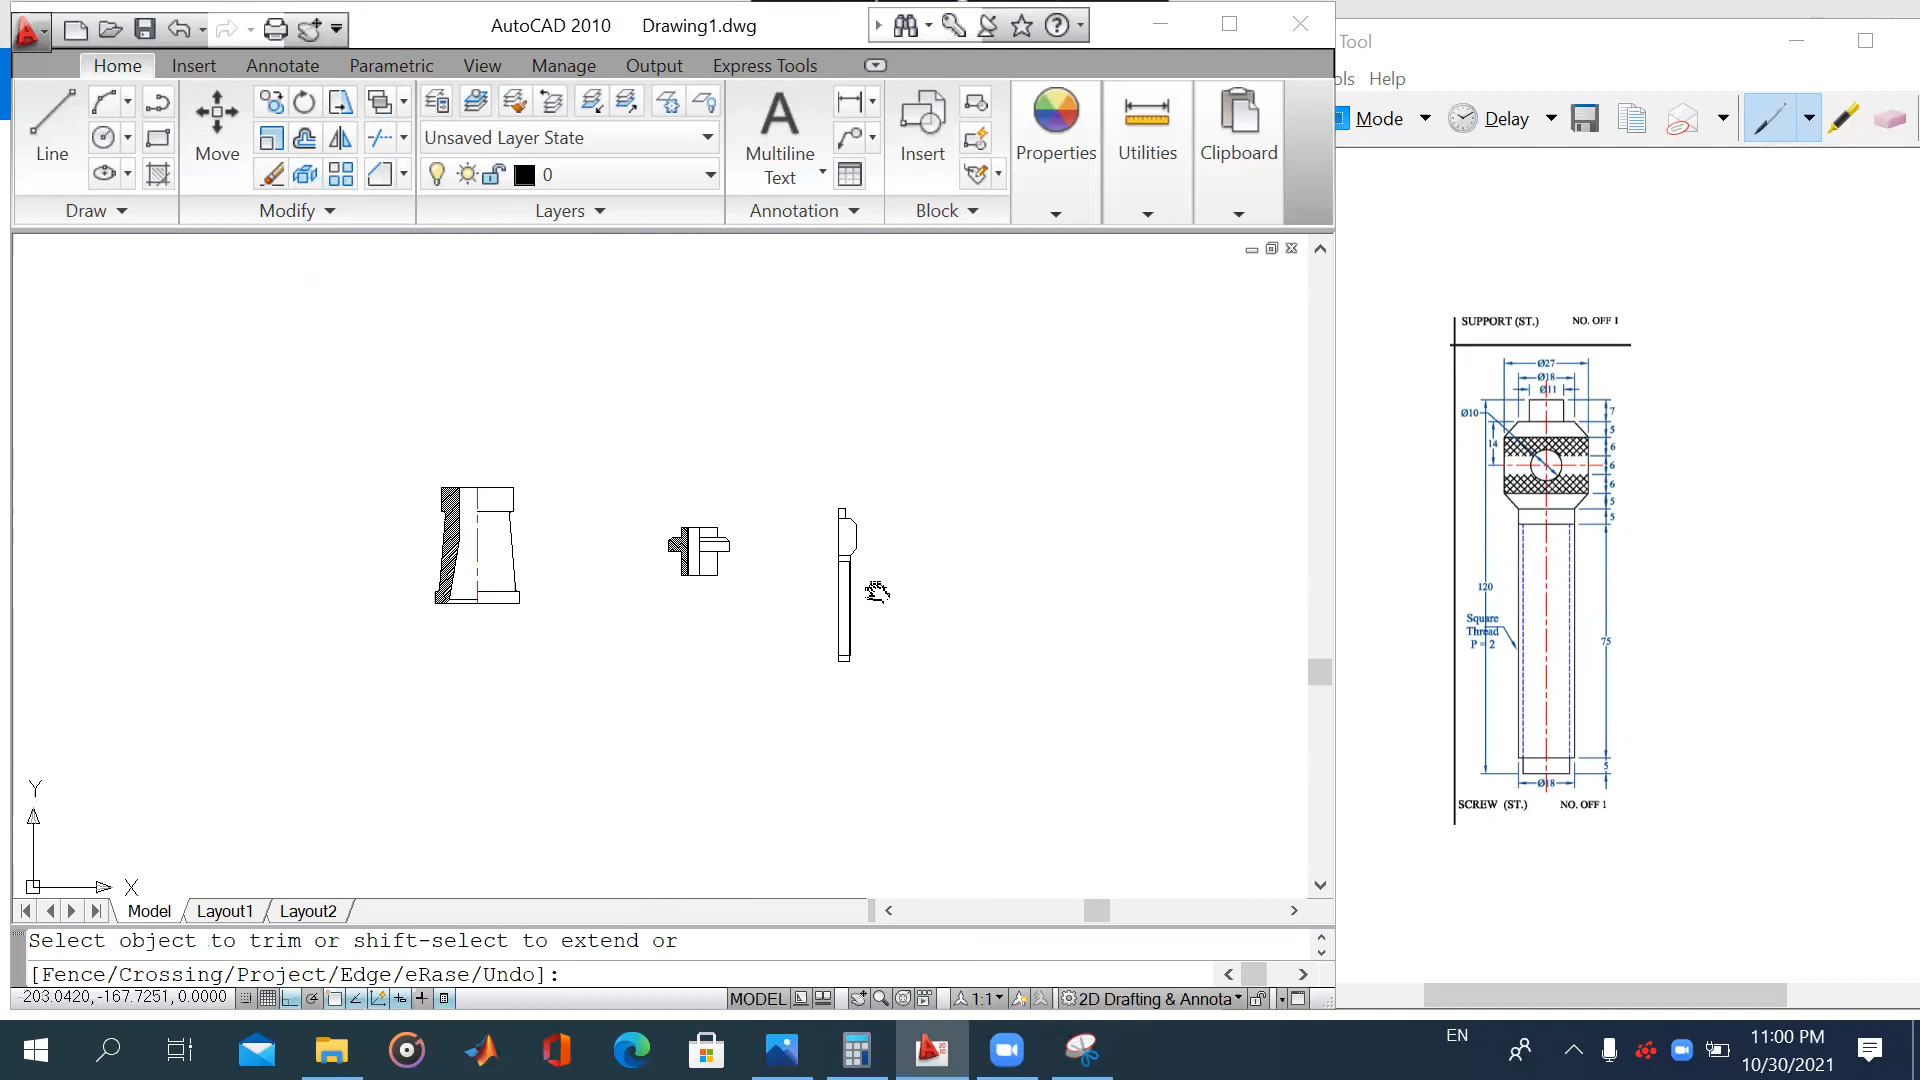 AutoCAD 2010 Drawing1.dwg
Tool
Home Insert Annotate Parametric View Manage Output Express Tools
ols Help
Line
Move
Unsaved Layer State
0
Multiline
Text
Insert
Properties
Utilities
Clipboard
Mode Delay
Draw Modify Layers Annotation Block
SUPPORT (ST.) NO. OFF 1
Ø27
Ø18
Ø11
Ø10
7
5
14
6
6
6
5
5
120
Square
Thread
P = 2
75
5
Ø18
SCREW (ST.) NO. OFF 1
Y
X
Model Layout1 Layout2
Select object to trim or shift-select to extend or
[Fence/Crossing/Project/Edge/eRase/Undo]:
-203.0420, -167.7251, 0.0000 MODEL 1:1 2D Drafting & Annota
EN
11:00 PM
10/30/2021